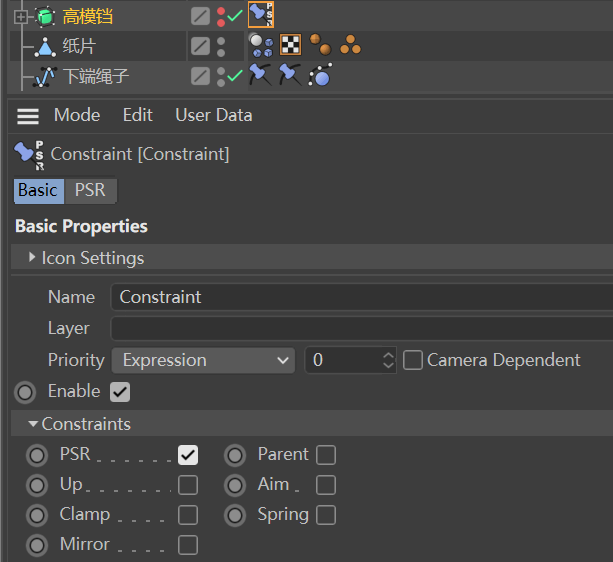 高模铛
PSR
纸片
下端绳子
Mode Edit User Data
PSR
Constraint [Constraint]
Basic PSR
Basic Properties
Icon Settings
Name Constraint
Layer
Priority Expression 0 Camera Dependent
Enable
Constraints
PSR Parent
Up Aim
Clamp Spring
Mirror